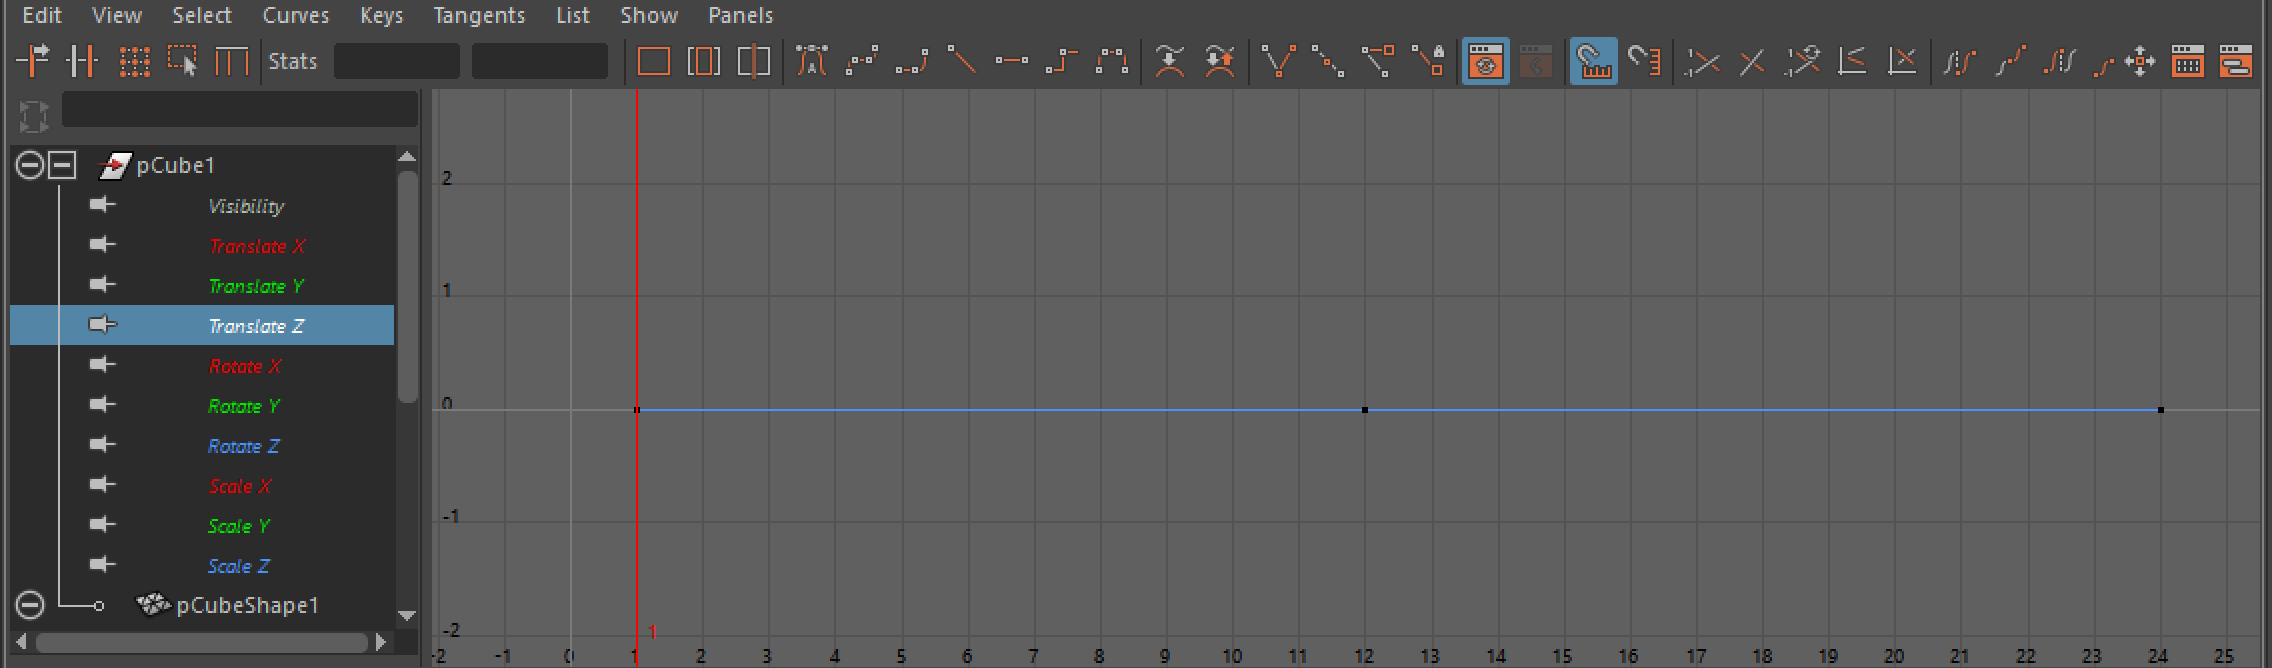 Edit View Select Curves Keys Tangents List Show Panels
Stats
pCube1
Visibility
Translate X
Translate Y
Translate Z
Rotate X
Rotate Y
Rotate Z
Scale X
Scale Y
Scale Z
pCubeShape1
2
1
0
-1
-2
1
-2 -1 0 1 2 3 4 5 6 7 8 9 10 11 12 13 14 15 16 17 18 19 20 21 22 23 24 25